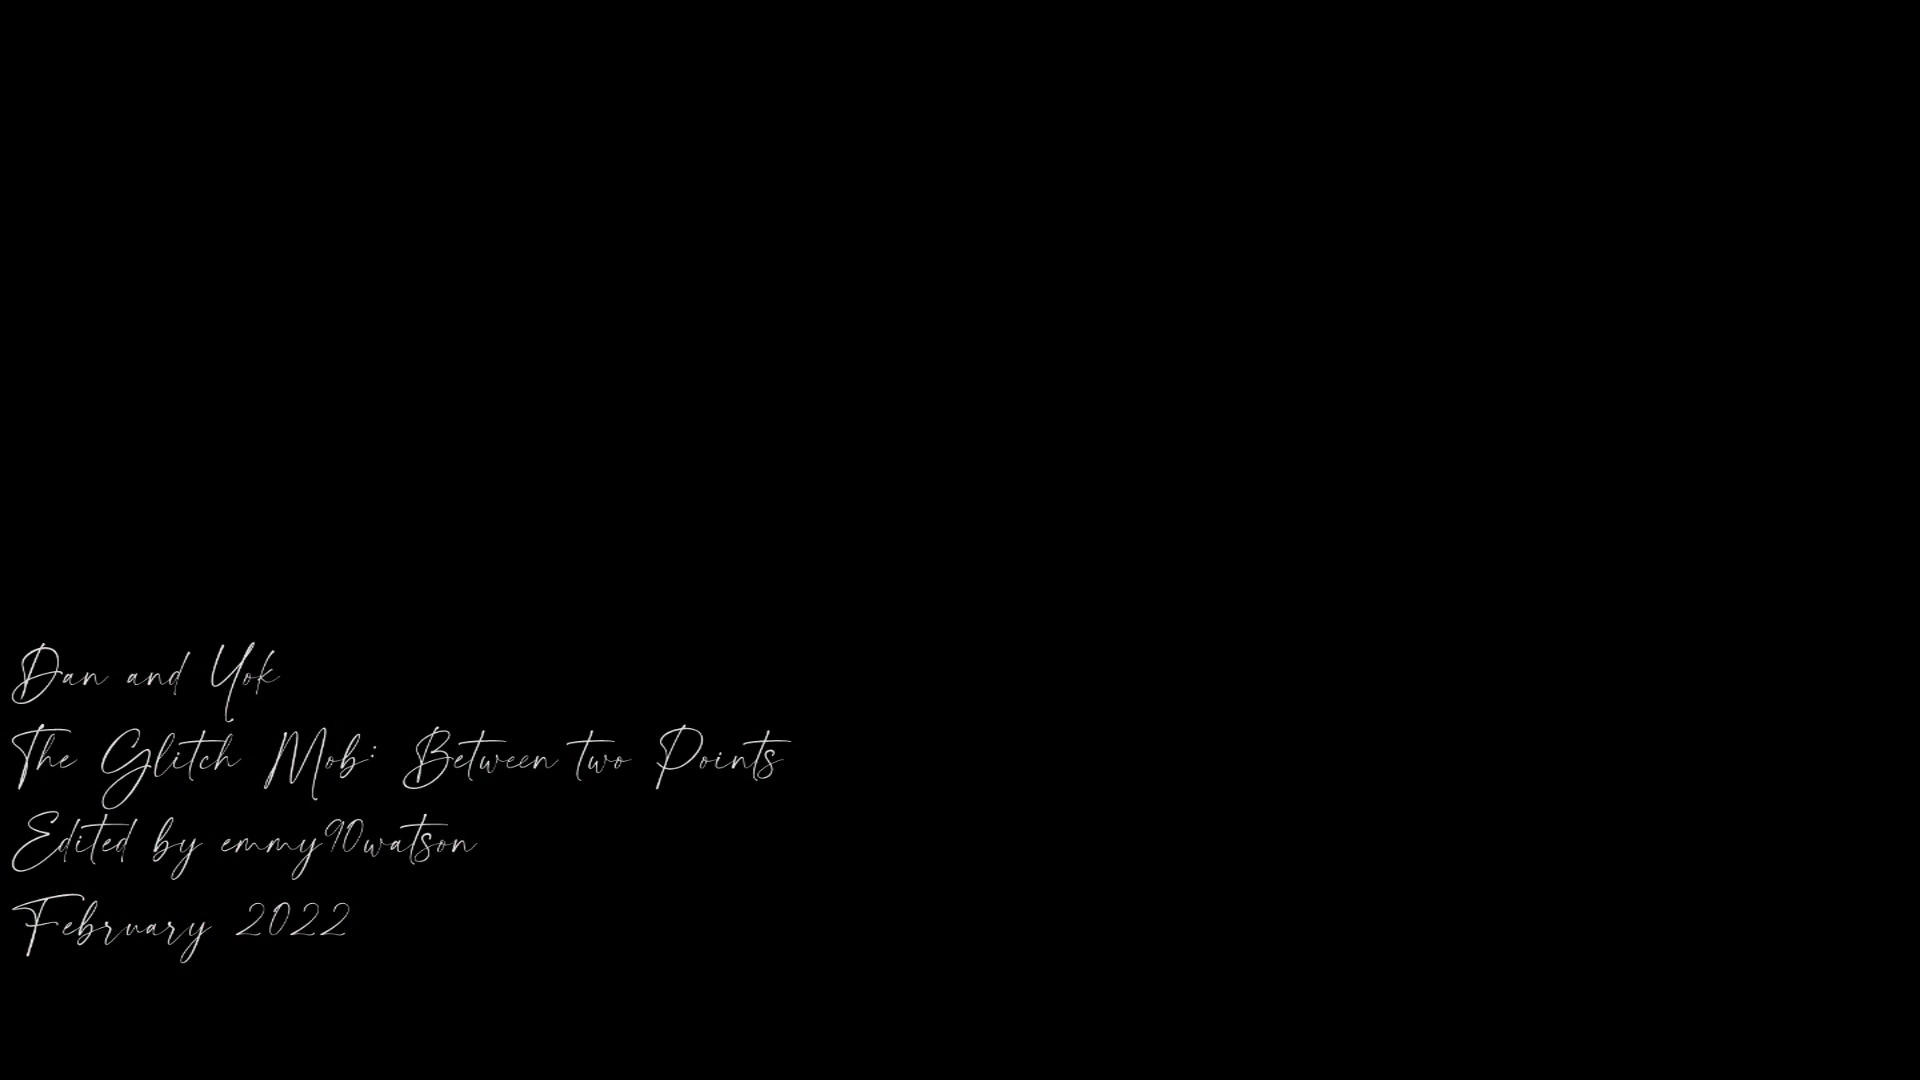 Dan and Yok
The Glitch Mob: Between two Points
Edited by emmy90watson
February 2022